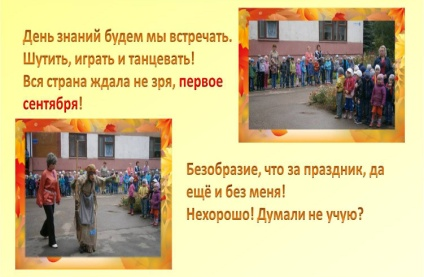 День знаний будем мы встречать.
Шутить, играть и танцевать!
Вся страна ждала не зря, первое
сентября!
Безобразие, что за праздник, да
ещё и без меня!
Нехорошо! Думали не учую?